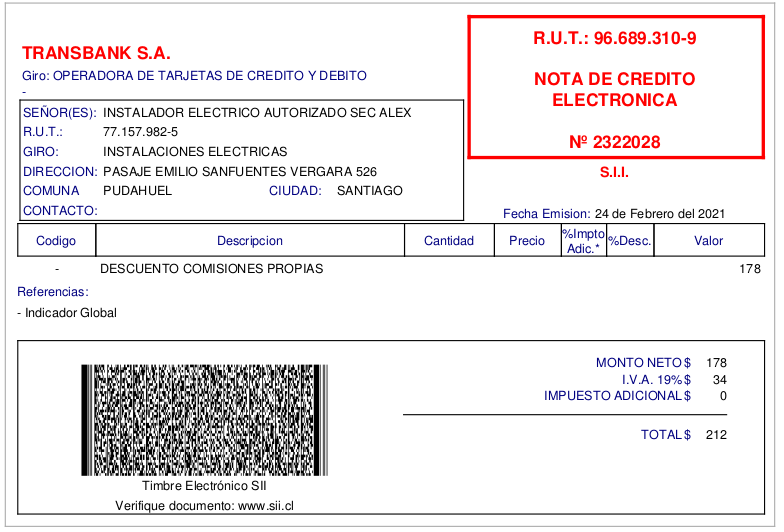 TRANSBANK S.A.
Giro: OPERADORA DE TARJETAS DE CREDITO Y DEBITO
-
R.U.T.: 96.689.310-9
NOTA DE CREDITO
ELECTRONICA
Nº 2322028
S.I.I.
SEÑOR(ES): INSTALADOR ELECTRICO AUTORIZADO SEC ALEX
R.U.T.: 77.157.982-5
GIRO: INSTALACIONES ELECTRICAS
DIRECCION: PASAJE EMILIO SANFUENTES VERGARA 526
COMUNA PUDAHUEL CIUDAD: SANTIAGO
CONTACTO:
Fecha Emision: 24 de Febrero del 2021
Codigo Descripcion Cantidad Precio %Impto Adic.* %Desc. Valor
- DESCUENTO COMISIONES PROPIAS 178
Referencias:
- Indicador Global
MONTO NETO $ 178
I.V.A. 19% $ 34
IMPUESTO ADICIONAL $ 0
TOTAL $ 212
Timbre Electrónico SII
Verifique documento: www.sii.cl